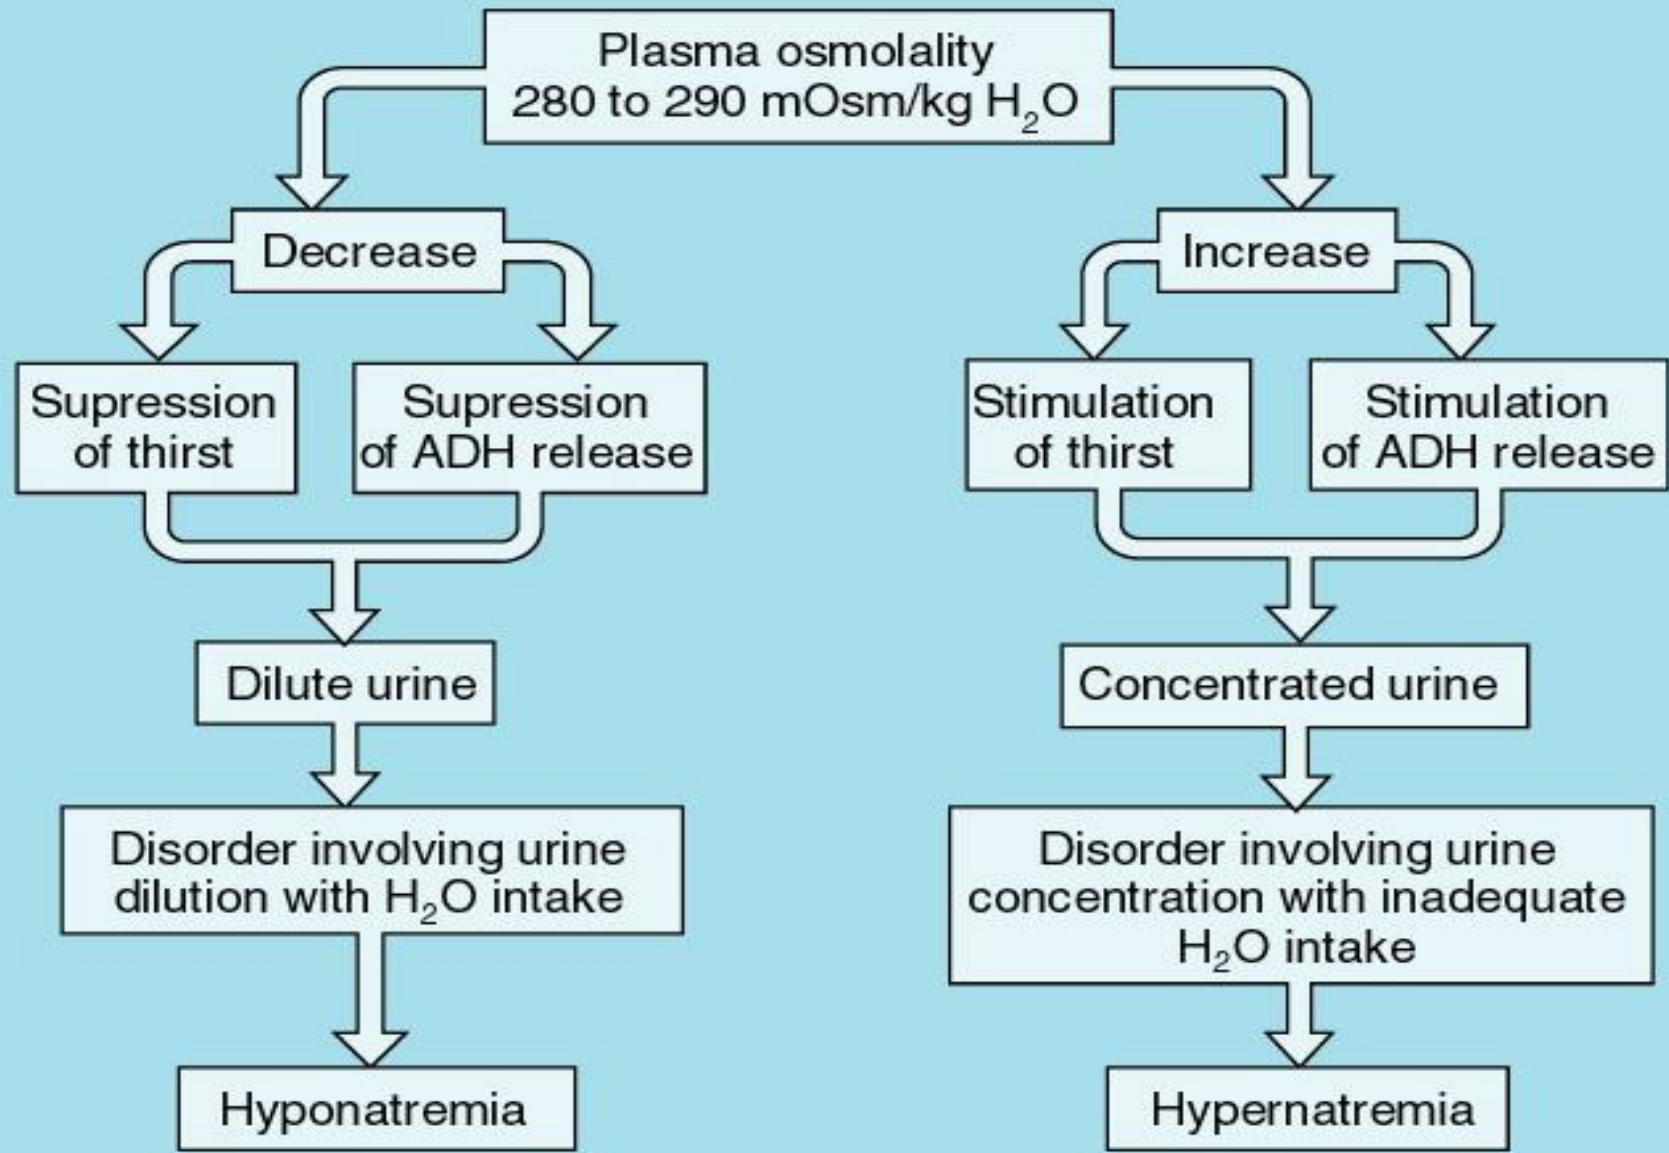 Plasma osmolality
280 to 290 mOsm/kg H₂O
Decrease
Increase
Supression
of thirst
Supression
of ADH release
Stimulation
of thirst
Stimulation
of ADH release
Dilute urine
Concentrated urine
Disorder involving urine
dilution with H₂O intake
Disorder involving urine
concentration with inadequate
H₂O intake
Hyponatremia
Hypernatremia